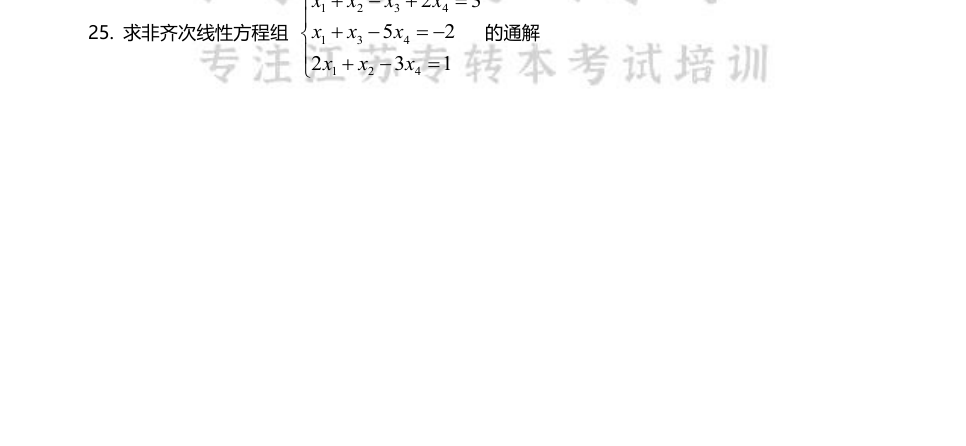 x₁ + x₂ − x₃ + 2x₄ = 3
25. 求非齐次线性方程组 x₁ + x₃ − 5x₄ = −2 的通解
2x₁ + x₂ − 3x₄ = 1
专注江苏专转本考试培训